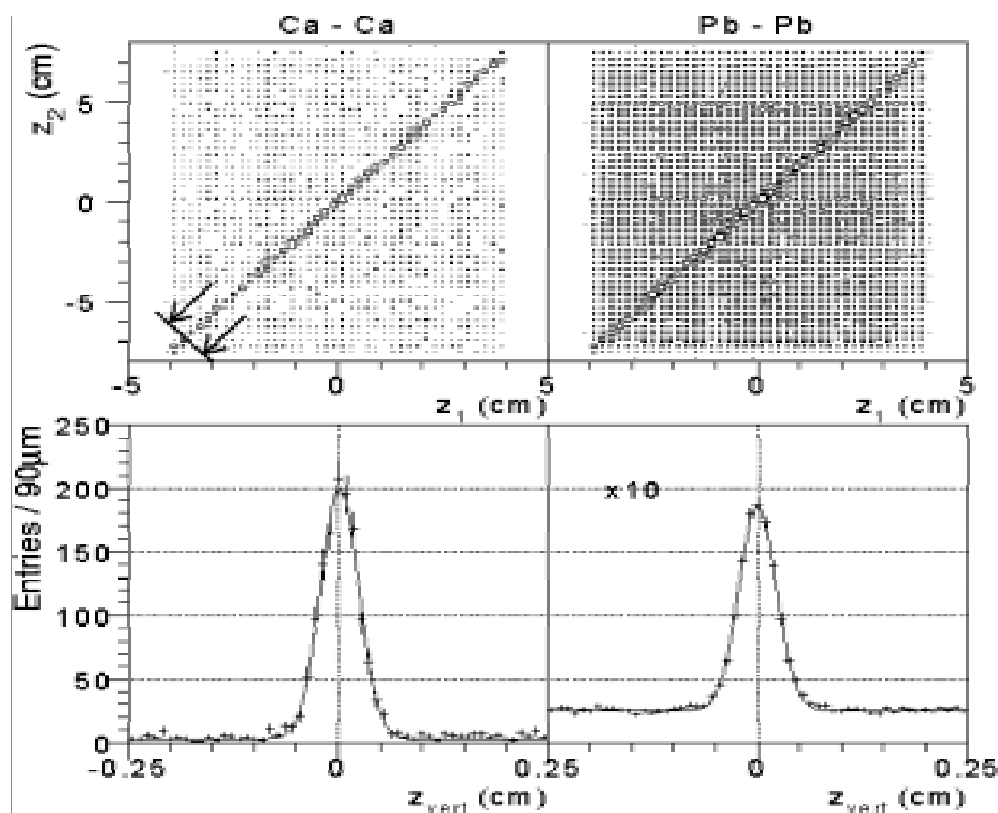 Ca - Ca
Pb - Pb
z2 (cm)
5
0
-5
-5 0 5
z1 (cm)
0 5
z1 (cm)
Entries / 90μm
250
200
150
100
50
0
x10
-0.25 0 0.25
zvert (cm)
0 0.25
zvert (cm)